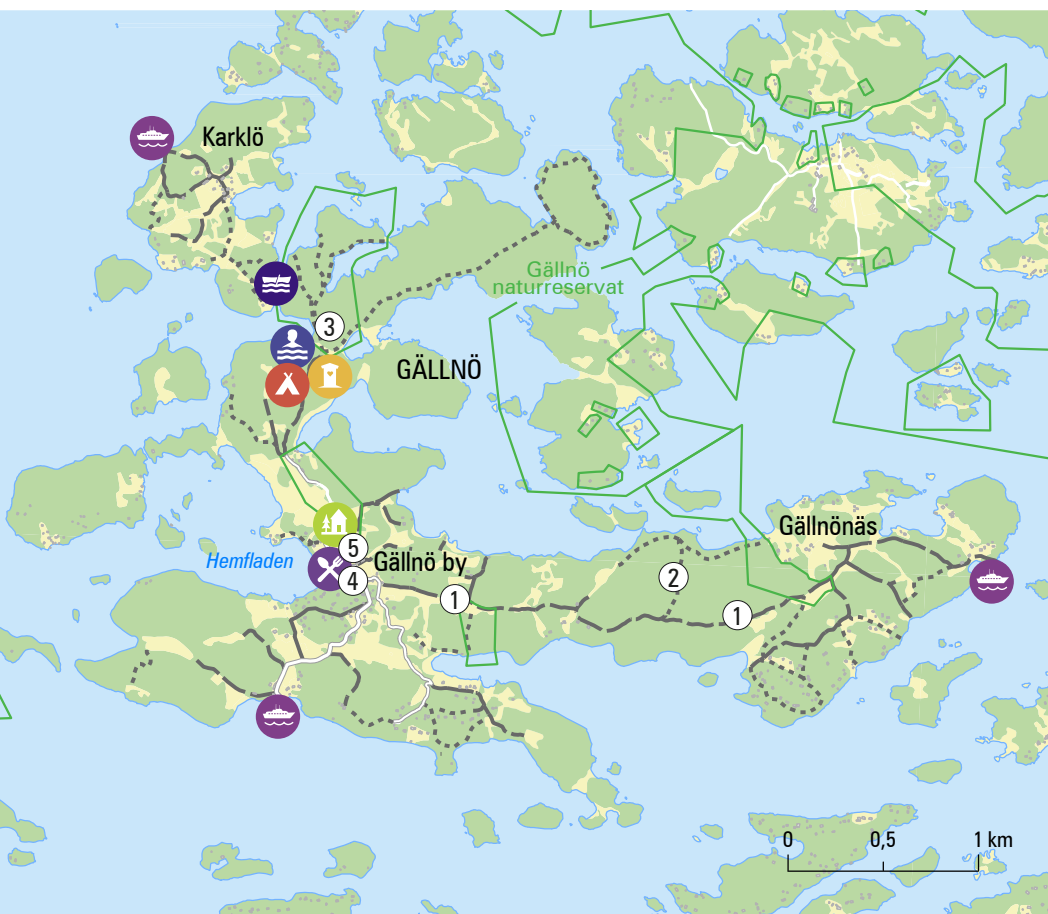 Karklö
Gällnö
naturreservat
3
GÄLLNÖ
Gällnönäs
5
Hemfladen
Gällnö by
4
2
1
1
0
0,5
1 km